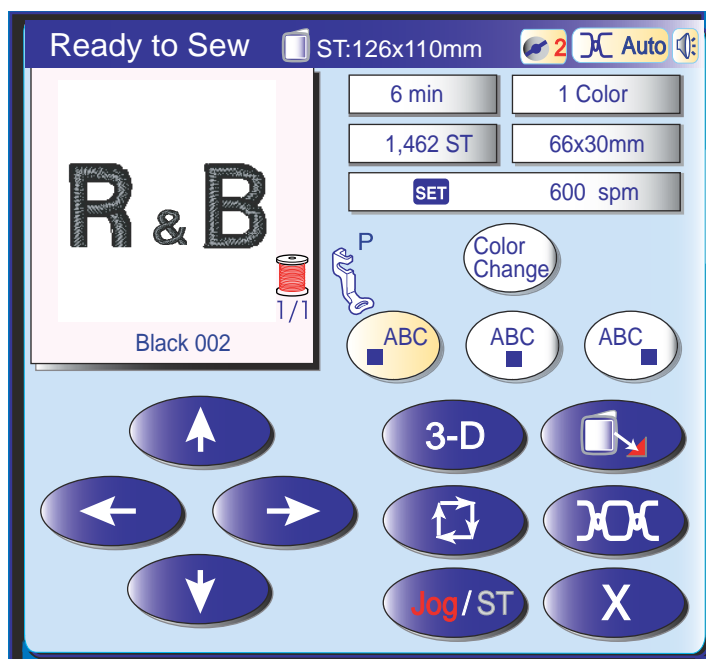 Ready to Sew
ST:126x110mm
2
Auto
6 min
1 Color
1,462 ST
66x30mm
SET
600 spm
R & B
1/1
Black 002
P
Color
Change
ABC
ABC
ABC
3-D
Jog/ST
X